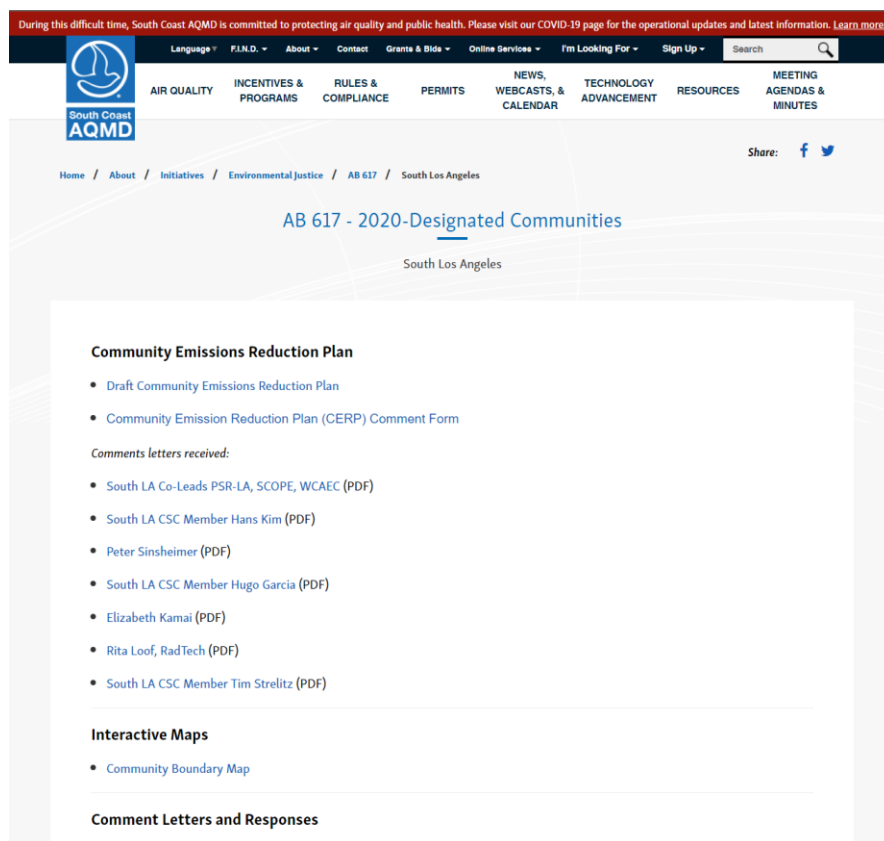 During this difficult time, South Coast AQMD is committed to protecting air quality and public health. Please visit our COVID-19 page for the operational updates and latest information. Learn more
Language F.I.N.D. About Contact Grants & Bids Online Services I'm Looking For Sign Up Search
South Coast
AQMD
AIR QUALITY
INCENTIVES &
PROGRAMS
RULES &
COMPLIANCE
PERMITS
NEWS,
WEBCASTS, &
CALENDAR
TECHNOLOGY
ADVANCEMENT
RESOURCES
MEETING
AGENDAS &
MINUTES
Share:
Home / About / Initiatives / Environmental Justice / AB 617 / South Los Angeles
AB 617 - 2020-Designated Communities
South Los Angeles
Community Emissions Reduction Plan
• Draft Community Emissions Reduction Plan
• Community Emission Reduction Plan (CERP) Comment Form
Comments letters received:
• South LA Co-Leads PSR-LA, SCOPE, WCAEC (PDF)
• South LA CSC Member Hans Kim (PDF)
• Peter Sinsheimer (PDF)
• South LA CSC Member Hugo Garcia (PDF)
• Elizabeth Kamai (PDF)
• Rita Loof, RadTech (PDF)
• South LA CSC Member Tim Strelitz (PDF)
Interactive Maps
• Community Boundary Map
Comment Letters and Responses